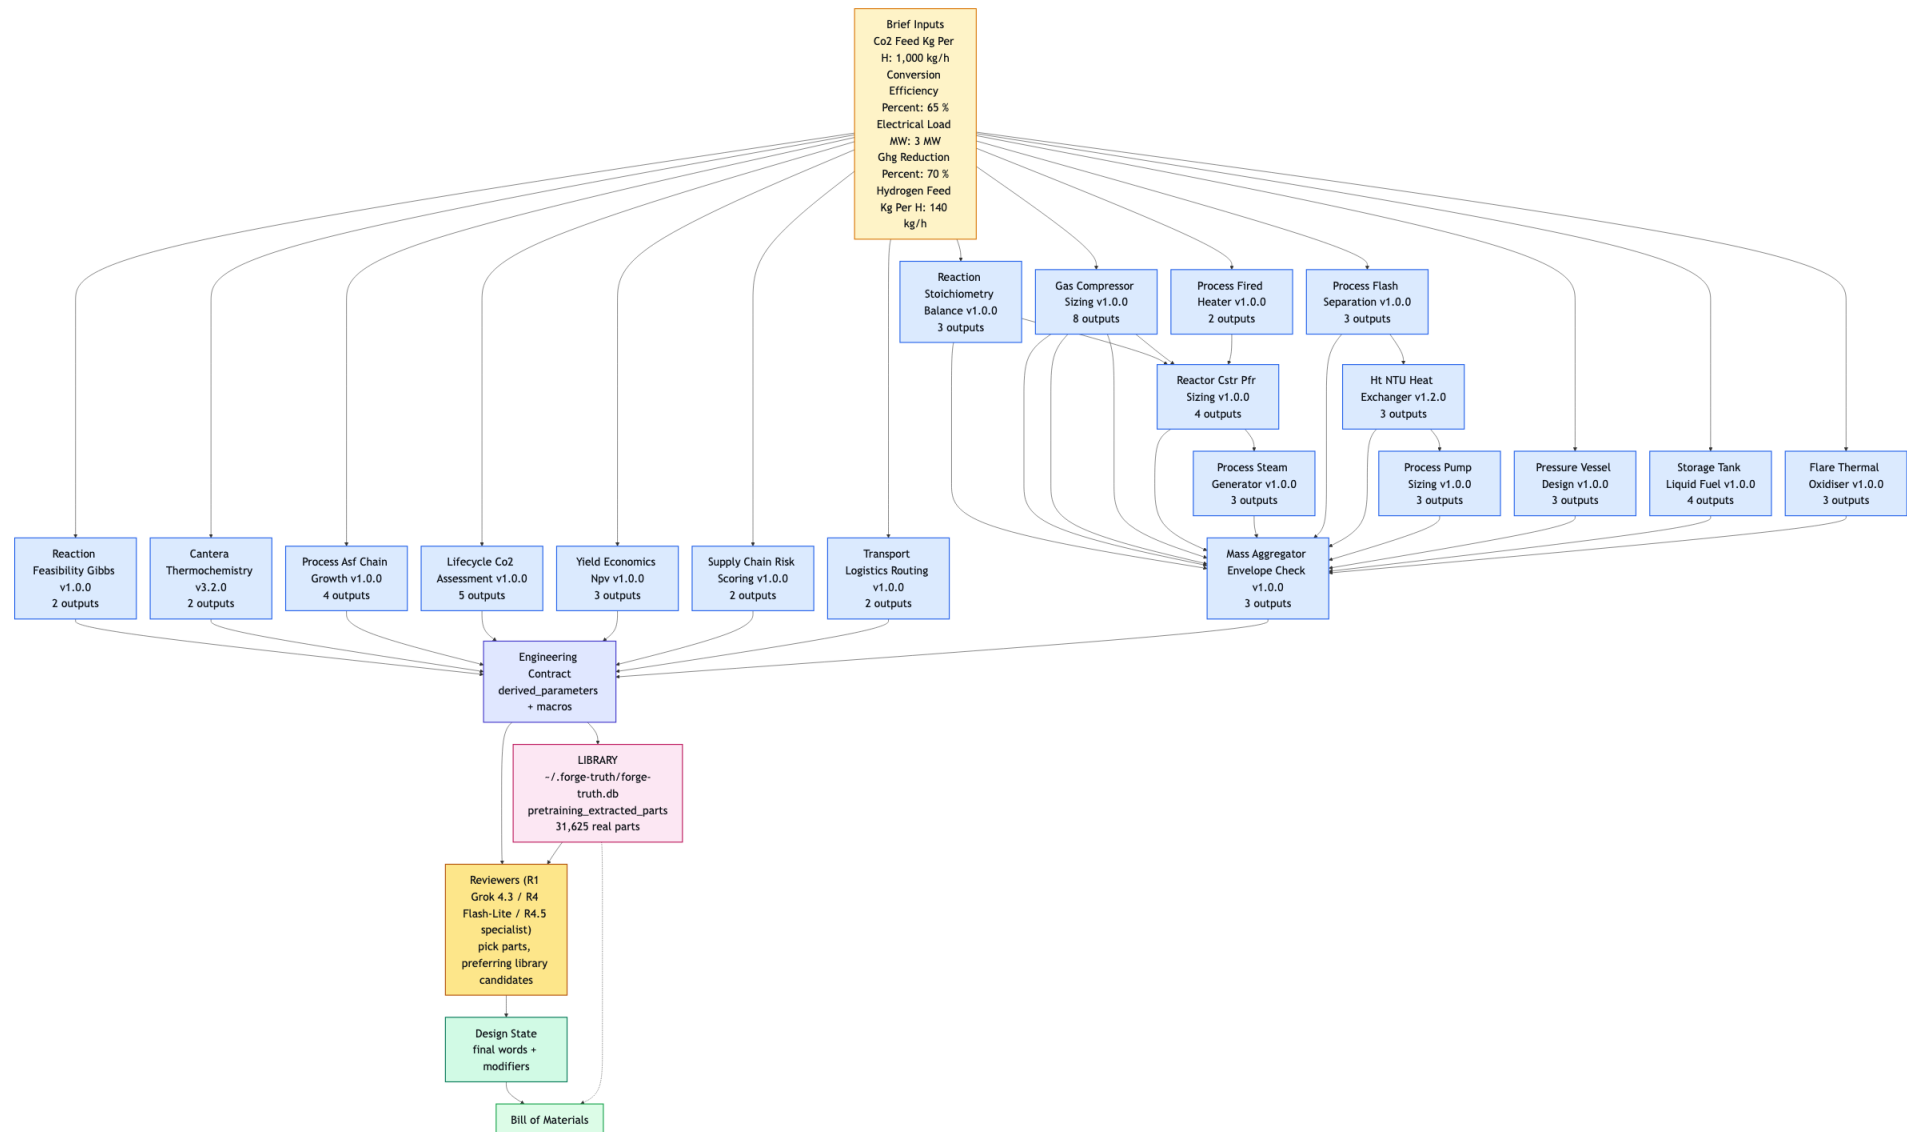 Brief Inputs
Co2 Feed Kg Per
H: 1,000 kg/h
Conversion
Efficiency
Percent: 65 %
Electrical Load
MW: 3 MW
Ghg Reduction
Percent: 70 %
Hydrogen Feed
Kg Per H: 140
kg/h
Reaction
Stoichiometry
Balance v1.0.0
3 outputs
Gas Compressor
Sizing v1.0.0
8 outputs
Process Fired
Heater v1.0.0
2 outputs
Process Flash
Separation v1.0.0
3 outputs
Reactor Cstr Pfr
Sizing v1.0.0
4 outputs
Ht NTU Heat
Exchanger v1.2.0
3 outputs
Process Steam
Generator v1.0.0
3 outputs
Process Pump
Sizing v1.0.0
3 outputs
Pressure Vessel
Design v1.0.0
3 outputs
Storage Tank
Liquid Fuel v1.0.0
4 outputs
Flare Thermal
Oxidiser v1.0.0
3 outputs
Reaction
Feasibility Gibbs
v1.0.0
2 outputs
Cantera
Thermochemistry
v3.2.0
2 outputs
Process Asf Chain
Growth v1.0.0
4 outputs
Lifecycle Co2
Assessment v1.0.0
5 outputs
Yield Economics
Npv v1.0.0
3 outputs
Supply Chain Risk
Scoring v1.0.0
2 outputs
Transport
Logistics Routing
v1.0.0
2 outputs
Mass Aggregator
Envelope Check
v1.0.0
3 outputs
Engineering
Contract
derived_parameters
+ macros
LIBRARY
~/.forge-truth/forge-
truth.db
pretraining_extracted_parts
31,625 real parts
Reviewers (R1
Grok 4.3 / R4
Flash-Lite / R4.5
specialist)
pick parts,
preferring library
candidates
Design State
final words +
modifiers
Bill of Materials